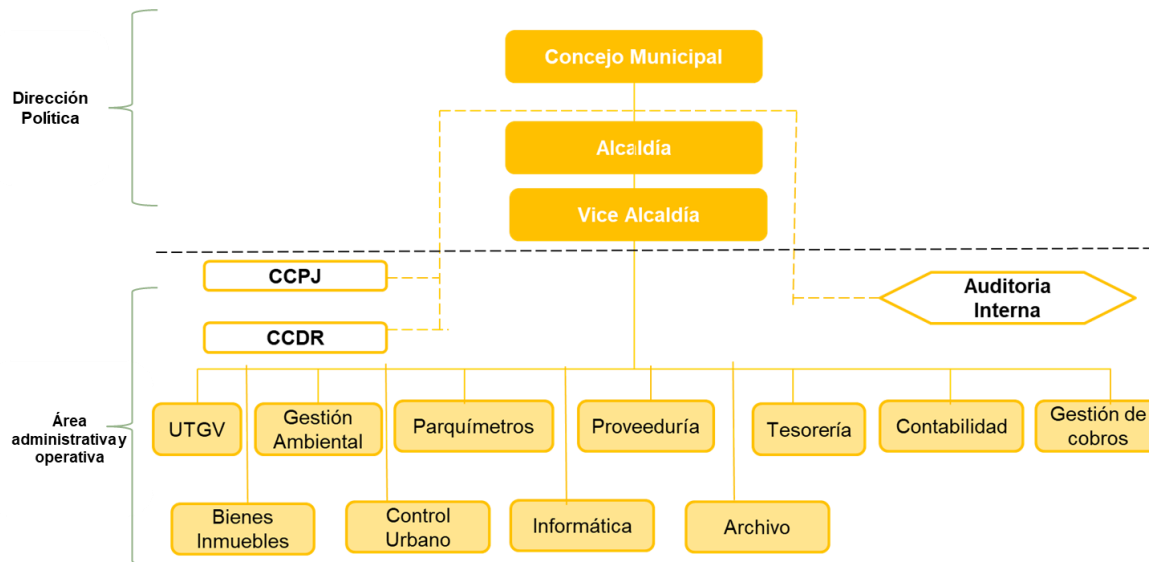 Concejo Municipal
Dirección
Política
Alcaldía
Vice Alcaldía
CCPJ
Auditoria
Interna
CCDR
Área
administrativa y
operativa
UTGV
Gestión
Ambiental
Parquímetros
Proveeduría
Tesorería
Contabilidad
Gestión de
cobros
Bienes
Inmuebles
Control
Urbano
Informática
Archivo